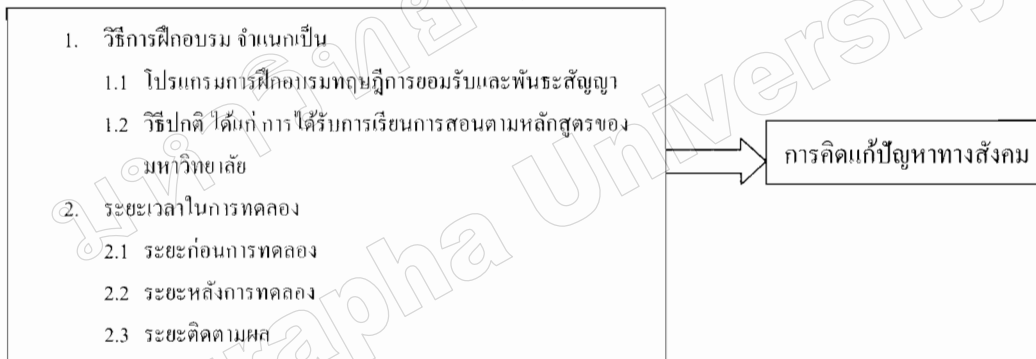 1. วิธีการฝึกอบรม จำแนกเป็น
1.1 โปรแกรมการฝึกอบรมทฤษฎีการยอมรับและพันธะสัญญา
1.2 วิธีปกติ ได้แก่ การได้รับการเรียนการสอนตามหลักสูตรของ
มหาวิทยาลัย
2. ระยะเวลาในการทดลอง
2.1 ระยะก่อนการทดลอง
2.2 ระยะหลังการทดลอง
2.3 ระยะติดตามผล
การคิดแก้ปัญหาทางสังคม